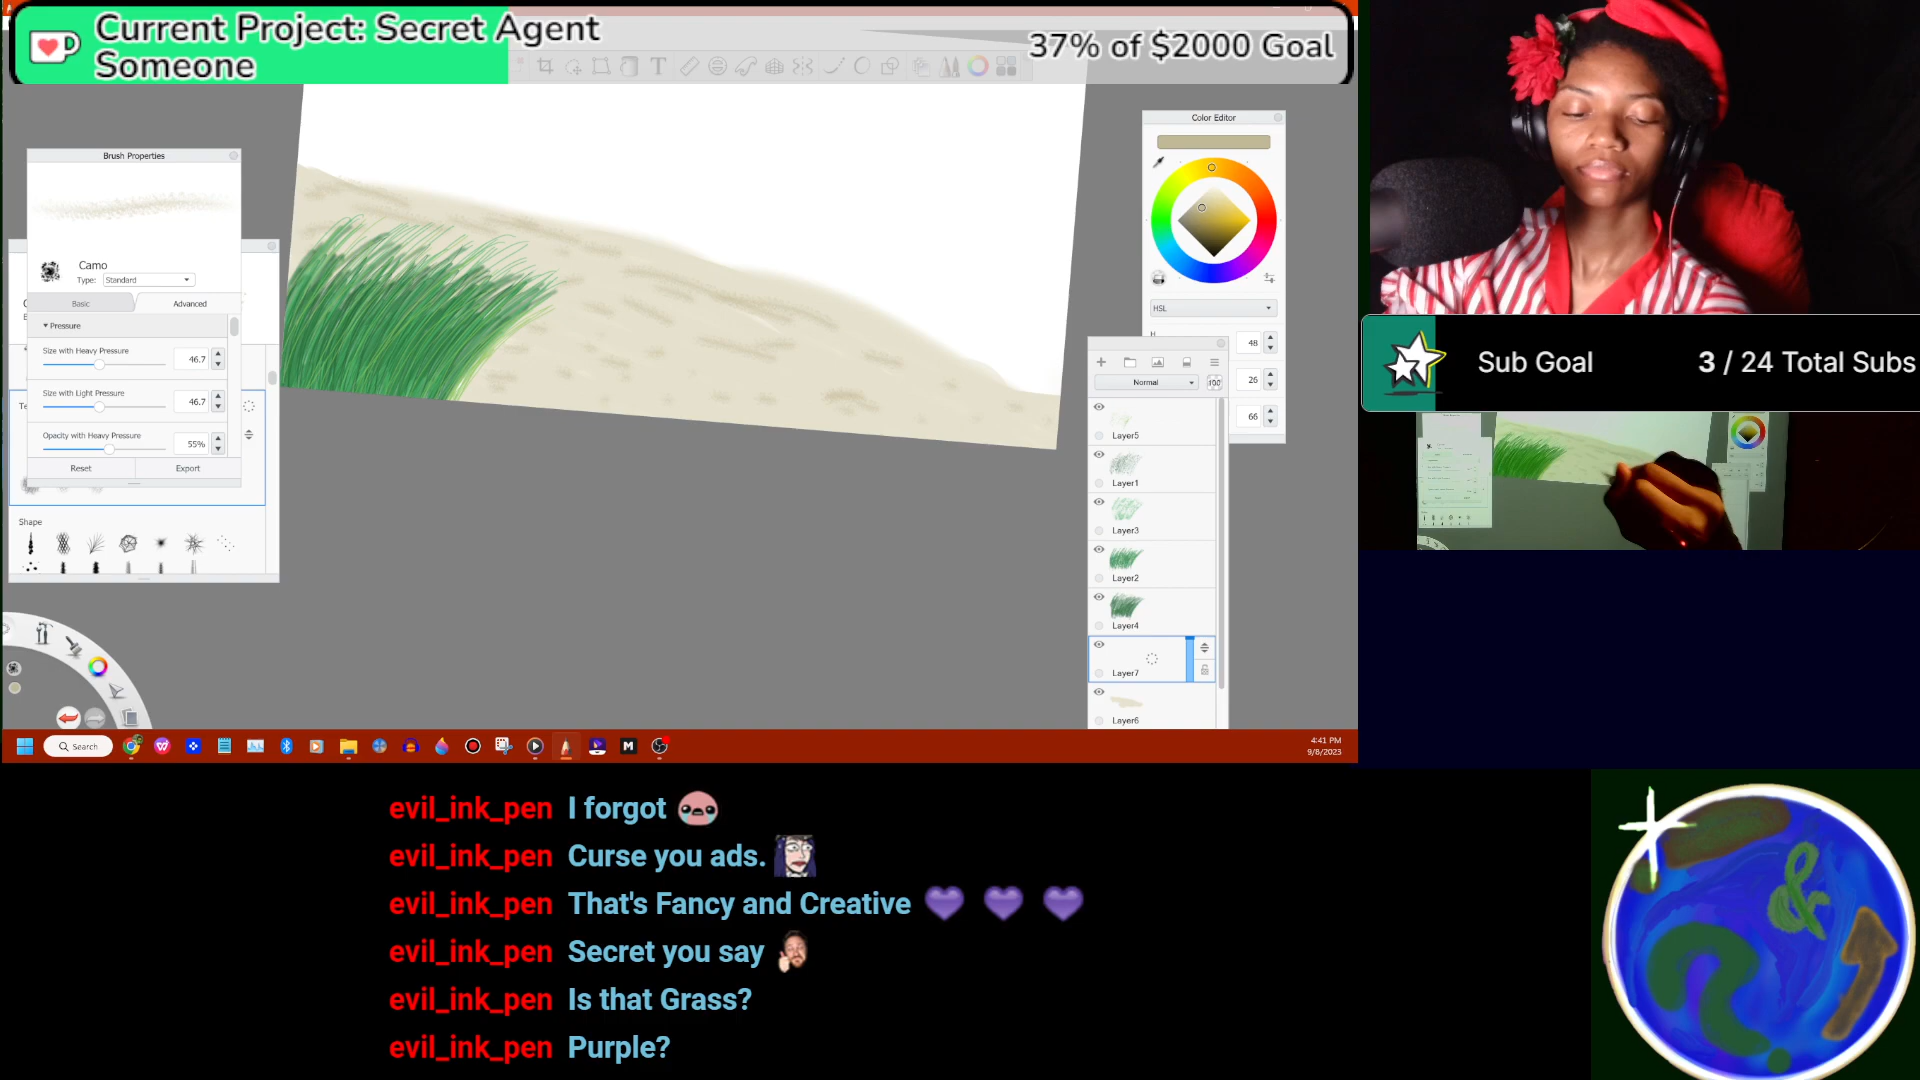 Current Project: Secret Agent
Someone
37% of $2000 Goal
Brush Properties
Camo
Type: Standard
Basic
Advanced
Pressure
Size with Heavy Pressure
46.7
Size with Light Pressure
46.7
Opacity with Heavy Pressure
55%
Reset
Export
Shape
Color Editor
HSL
H
48
26
66
Normal
100
Layer5
Layer1
Layer3
Layer2
Layer4
Layer7
Layer6
Search
4:41 PM
9/8/2023
Sub Goal
3 / 24 Total Subs
evil_ink_pen I forgot
evil_ink_pen Curse you ads.
evil_ink_pen That's Fancy and Creative
evil_ink_pen Secret you say
evil_ink_pen Is that Grass?
evil_ink_pen Purple?
&